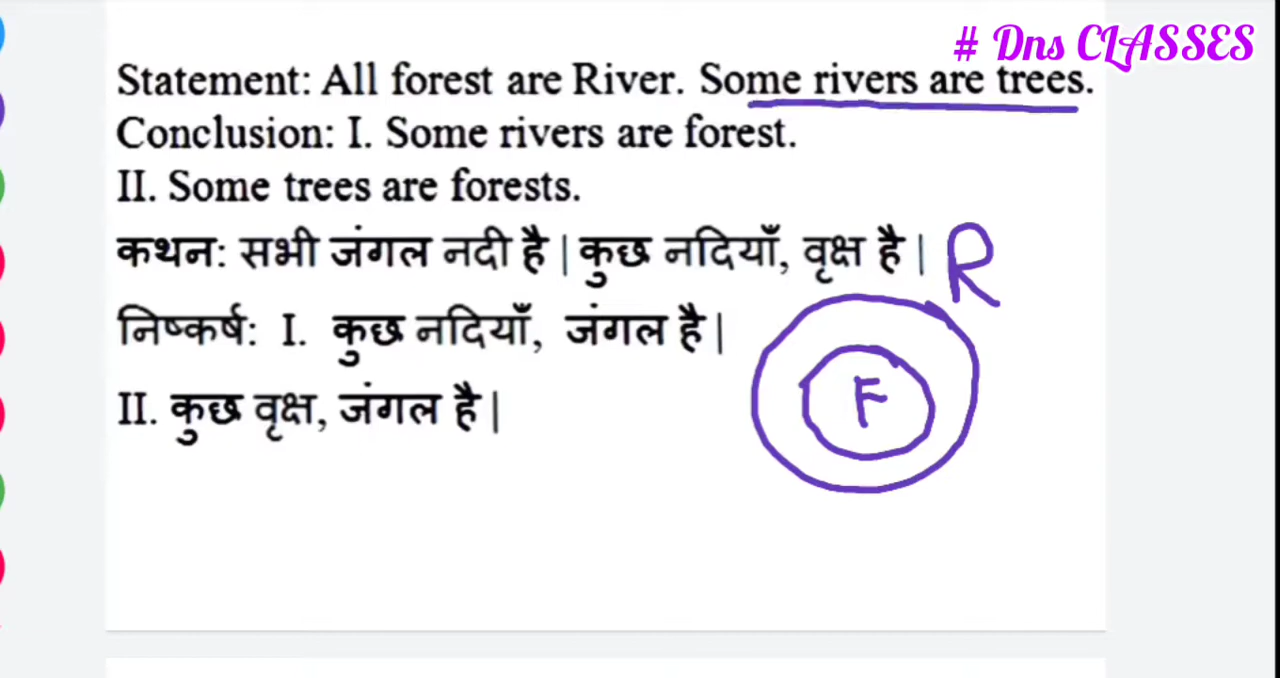 # Dns CLASSES
Statement: All forest are River. Some rivers are trees.
Conclusion: I. Some rivers are forest.
II. Some trees are forests.
कथन: सभी जंगल नदी है | कुछ नदियाँ, वृक्ष है |
R
निष्कर्ष: I. कुछ नदियाँ, जंगल है |
F
II. कुछ वृक्ष, जंगल है |